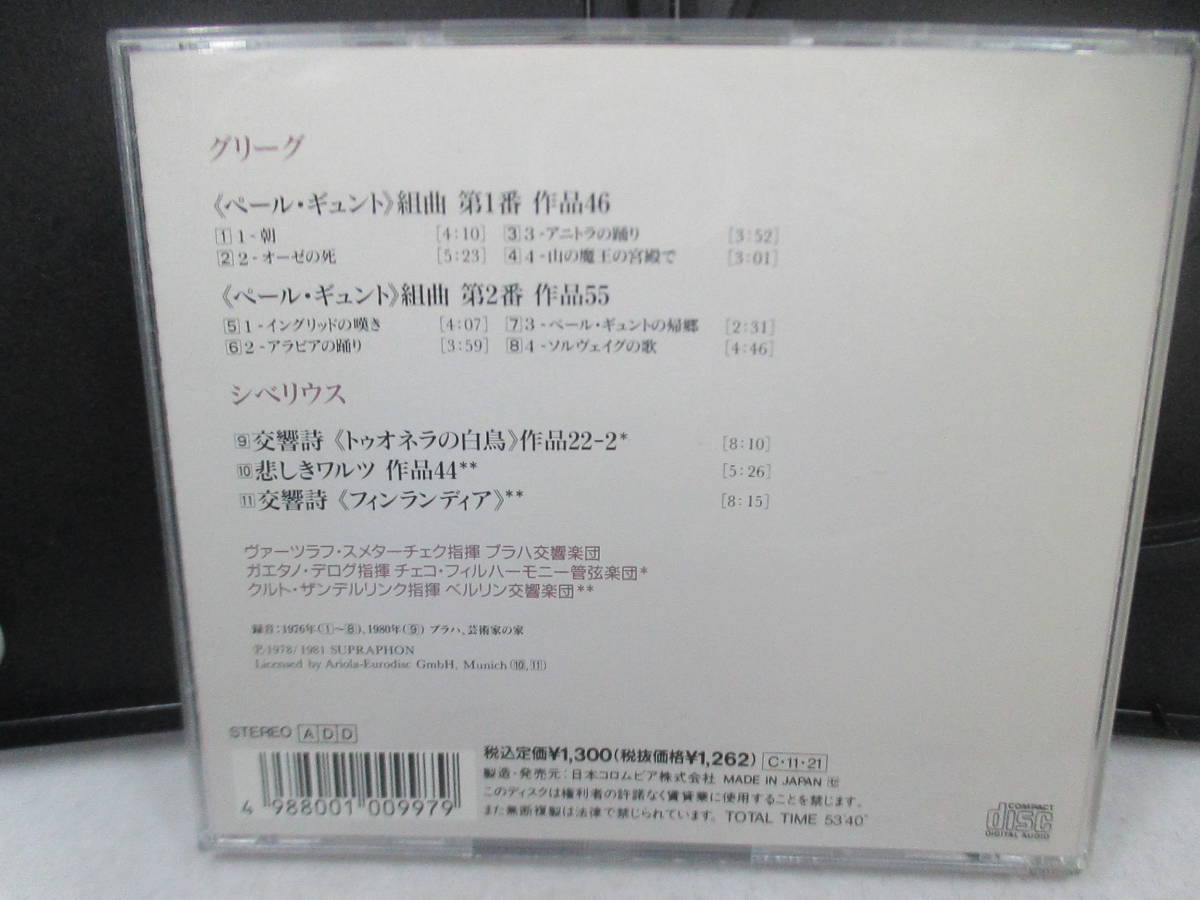 グリーグ
《ペール・ギュント》組曲 第1番 作品46
1 1-朝 [4:10] 3 3-アニトラの踊り [3:52]
2 2-オーゼの死 [5:23] 4 4-山の魔王の宮殿で [3:01]
《ペール・ギュント》組曲 第2番 作品55
5 1-イングリッドの嘆き [4:07] 7 3-ペール・ギュントの帰郷 [2:31]
6 2-アラビアの踊り [3:59] 8 4-ソルヴェイグの歌 [4:46]
シベリウス
9 交響詩《トゥオネラの白鳥》作品22-2* [8:10]
10 悲しきワルツ 作品44** [5:26]
11 交響詩《フィンランディア》** [8:15]
ヴァーツラフ・スメターチェク指揮 プラハ交響楽団
ガエタノ・デログ指揮 チェコ・フィルハーモニー管弦楽団*
クルト・ザンデルリンク指揮 ベルリン交響楽団**
録音:1976年(1~8), 1980年(9) プラハ、芸術家の家
Ⓟ1978/1981 SUPRAPHON
Licensed by Ariola-Eurodisc GmbH, Munich (10, 11)
STEREO A D D
税込定価¥1,300(税抜価格¥1,262) C・11・21
製造・発売元:日本コロムビア株式会社 MADE IN JAPAN
このディスクは権利者の許諾なく賃貸業に使用することを禁じます。
また無断複製は法律で禁じられています。 TOTAL TIME 53'40"
4 988001 009979
COMPACT
disc
DIGITAL AUDIO